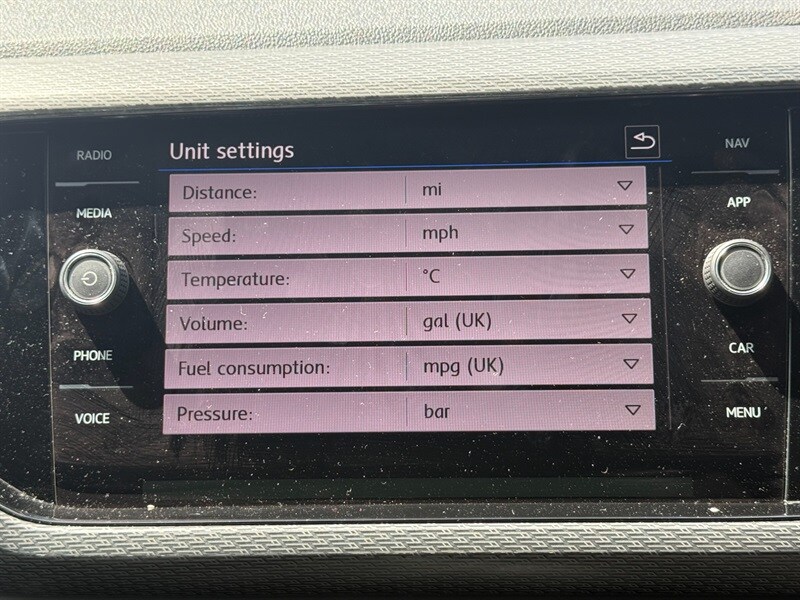 Unit settings
RADIO
NAV
Distance: mi
MEDIA
APP
Speed: mph
Temperature: °C
Volume: gal (UK)
PHONE
CAR
Fuel consumption: mpg (UK)
VOICE
MENU
Pressure: bar